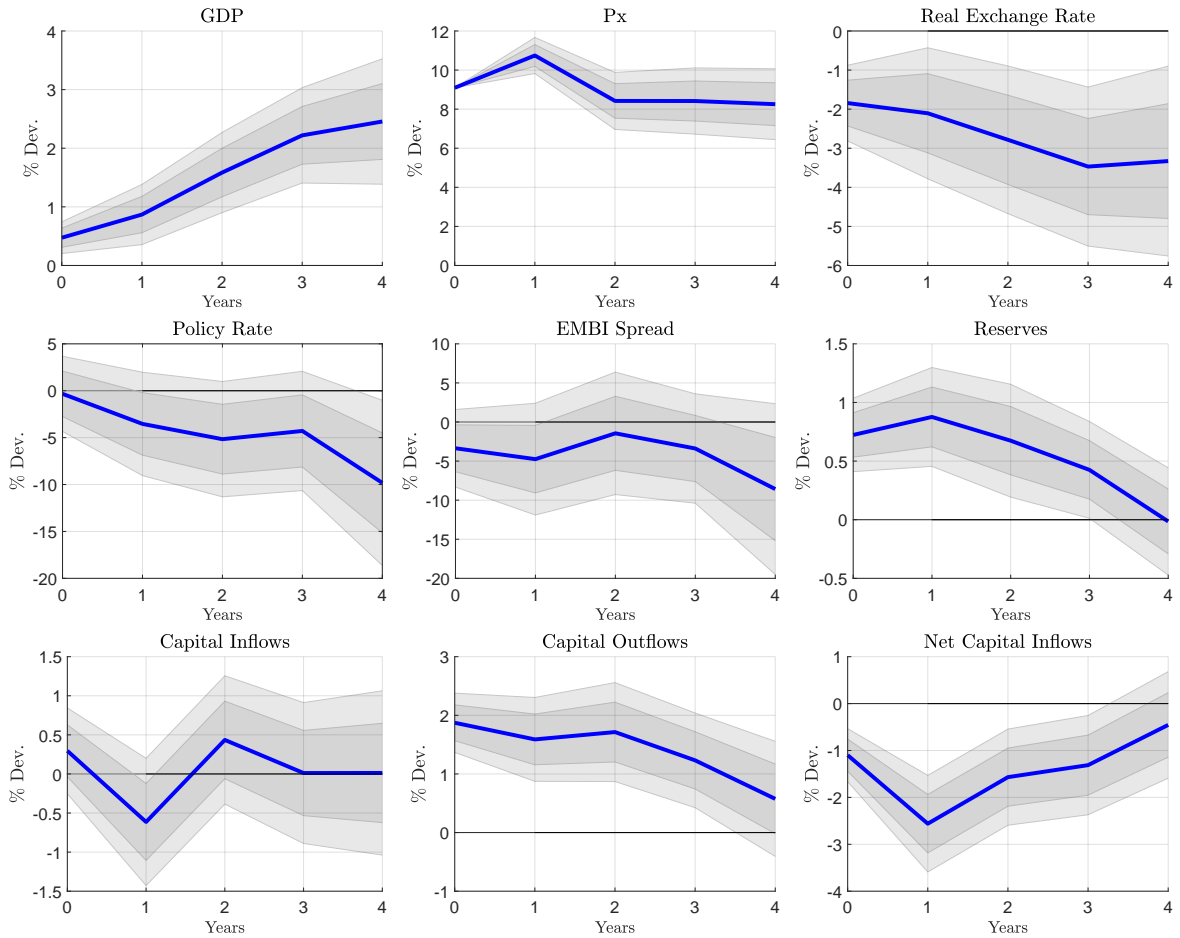 GDP
% Dev.
4
3
2
1
0
0 1 2 3 4
Years
Px
% Dev.
12
10
8
6
4
2
0
0 1 2 3 4
Years
Real Exchange Rate
% Dev.
0
-1
-2
-3
-4
-5
-6
0 1 2 3 4
Years
Policy Rate
% Dev.
5
0
-5
-10
-15
-20
0 1 2 3 4
Years
EMBI Spread
% Dev.
10
5
0
-5
-10
-15
-20
0 1 2 3 4
Years
Reserves
% Dev.
1.5
1
0.5
0
-0.5
0 1 2 3 4
Years
Capital Inflows
% Dev.
1.5
1
0.5
0
-0.5
-1
-1.5
0 1 2 3 4
Years
Capital Outflows
% Dev.
3
2
1
0
-1
0 1 2 3 4
Years
Net Capital Inflows
% Dev.
1
0
-1
-2
-3
-4
0 1 2 3 4
Years